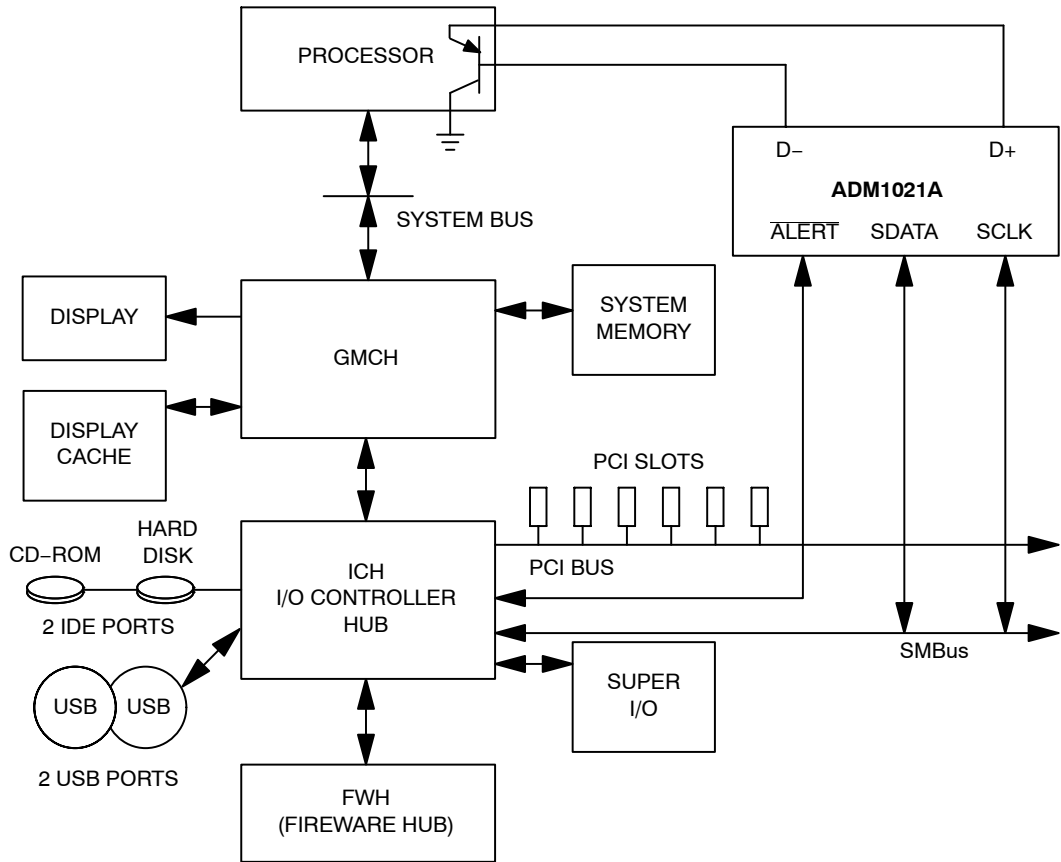 PROCESSOR
D− D+
ADM1021A
ALERT SDATA SCLK
SYSTEM BUS
DISPLAY
GMCH
SYSTEM
MEMORY
DISPLAY
CACHE
PCI SLOTS
HARD
DISK
CD−ROM
2 IDE PORTS
ICH
I/O CONTROLLER
HUB
PCI BUS
SMBus
USB USB
2 USB PORTS
SUPER
I/O
FWH
(FIREWARE HUB)